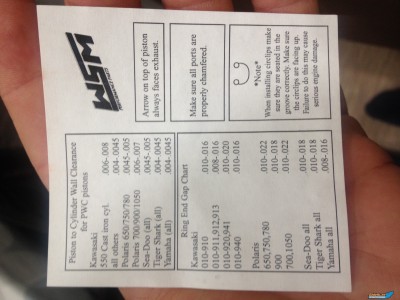 WSM
Arrow on top of piston
always faces exhaust.
Make sure all ports are
properly chamfered.
*Note*
When installing circlips make
sure they are seated in the
groove correctly. Make sure
the circlips are facing up.
Failure to do this may cause
serious engine damage.
Piston to Cylinder Wall Clearance
for PWC pistons
Kawasaki
550 Cast iron cyl. .006-.008
all others .004-.0045
Polaris 650/750/780 .0045-.005
Polaris 700/900/1050 .006-.007
Sea-Doo (all) .0045-.005
Tiger Shark (all) .004-.0045
Yamaha (all) .004-.0045
Ring End Gap Chart
Kawasaki
010-910 .010-.016
010-911,912,913 .008-.016
010-920,941 .010-.020
010-940 .010-.016
Polaris
650,750,780 .010-.022
900 .010-.018
700,1050 .010-.022
Sea-Doo all .010-.018
Tiger Shark all .010-.018
Yamaha all .008-.016